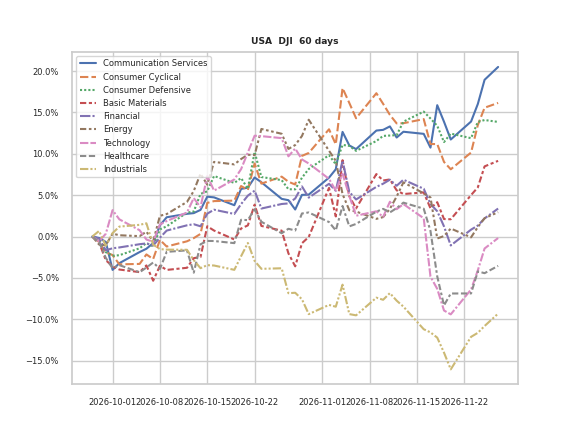 USA  DJI  60 days
Communication Services
Consumer Cyclical
Consumer Defensive
Basic Materials
Financial
Energy
Technology
Healthcare
Industrials
20.0%
15.0%
10.0%
5.0%
0.0%
−5.0%
−10.0%
−15.0%
2026-10-01 2026-10-08 2026-10-15 2026-10-22 2026-11-01 2026-11-08 2026-11-15 2026-11-22